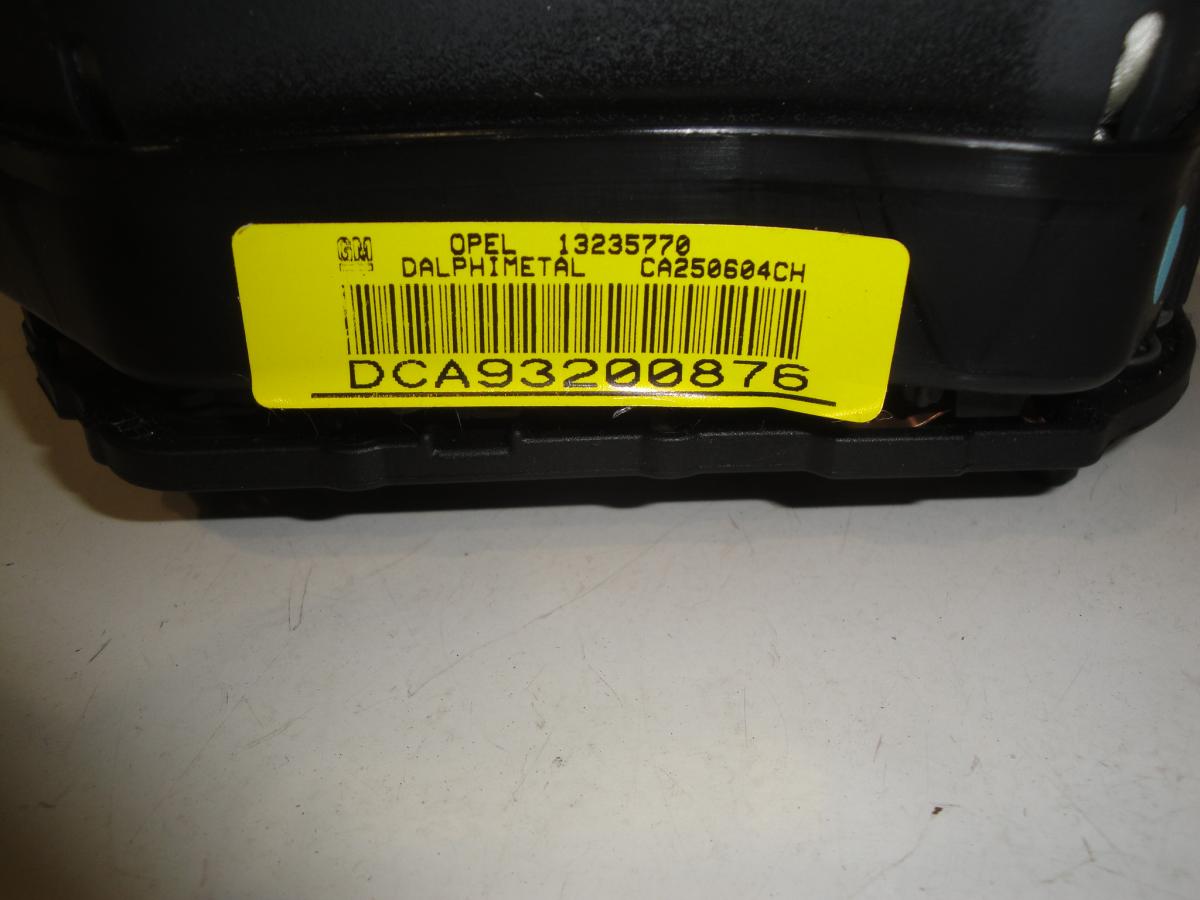 GM OPEL 13235770
DALPHIMETAL CA250604CH
DCA93200876